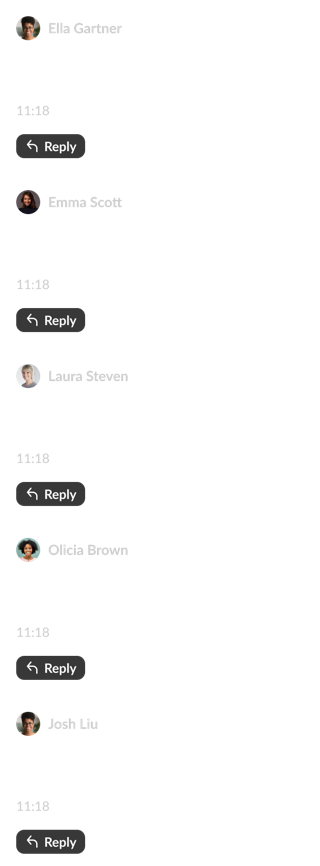 Ella Gartner
11:18
Reply
Emma Scott
11:18
Reply
Laura Steven
11:18
Reply
Olicia Brown
11:18
Reply
Josh Liu
11:18
Reply